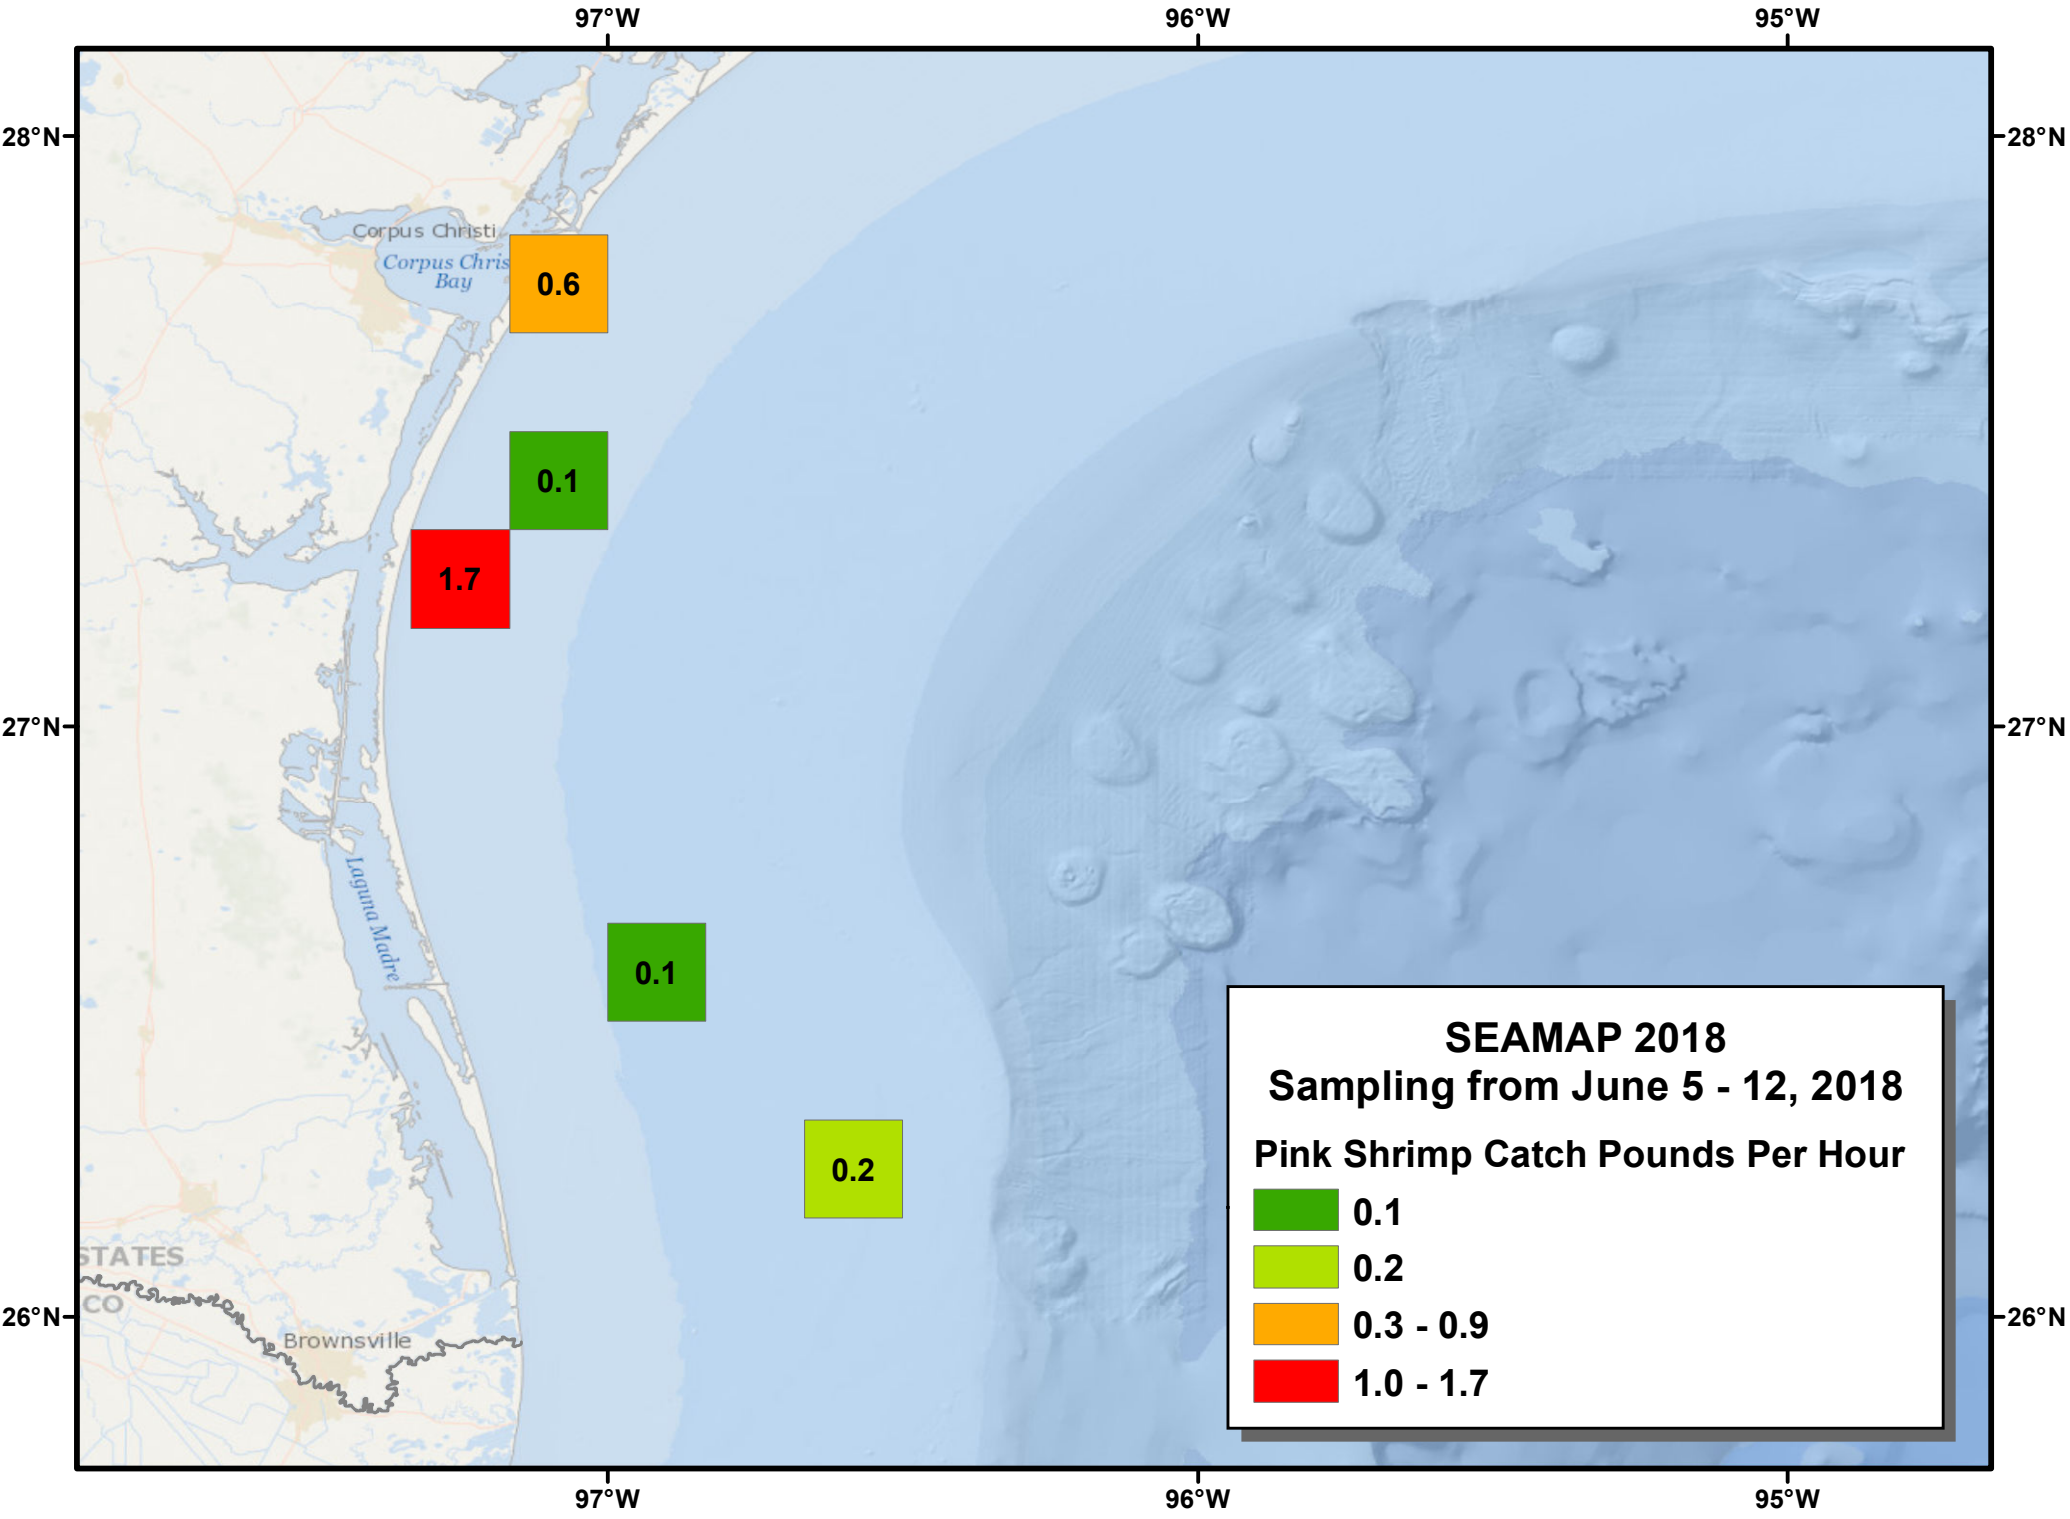 97°W 96°W 95°W
28°N 28°N
Corpus Christi
Corpus Chris
Bay
0.6
0.1
1.7
27°N 27°N
Laguna Madre
0.1
0.2
SEAMAP 2018
Sampling from June 5 - 12, 2018
Pink Shrimp Catch Pounds Per Hour
0.1
0.2
0.3 - 0.9
1.0 - 1.7
STATES
CO
26°N 26°N
Brownsville
97°W 96°W 95°W